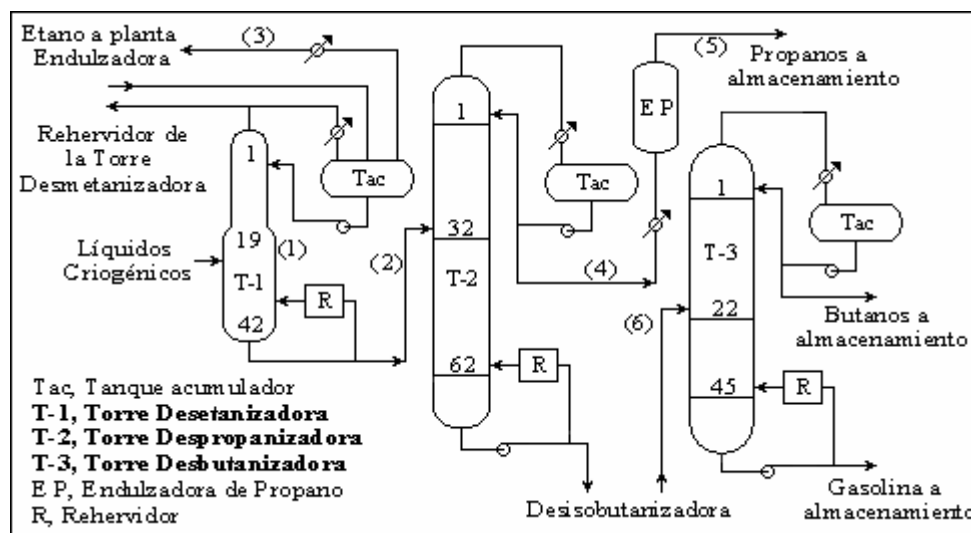 Etano a planta
Endulzadora
(3)
Rehervidor de
la Torre
Desmetanizadora
Líquidos
Criogénicos
1
19
(1)
T-1
42
R
Tac
(2)
1
32
T-2
62
R
Tac
(4)
E P
(5)
Propanos a
almacenamiento
1
T-3
22
45
R
Tac
(6)
Butanos a
almacenamiento
Gasolina a
almacenamiento
Desisobutanizadora
Tac, Tanque acumulador
T-1, Torre Desetanizadora
T-2, Torre Despropanizadora
T-3, Torre Desbutanizadora
E P, Endulzadora de Propano
R, Rehervidor